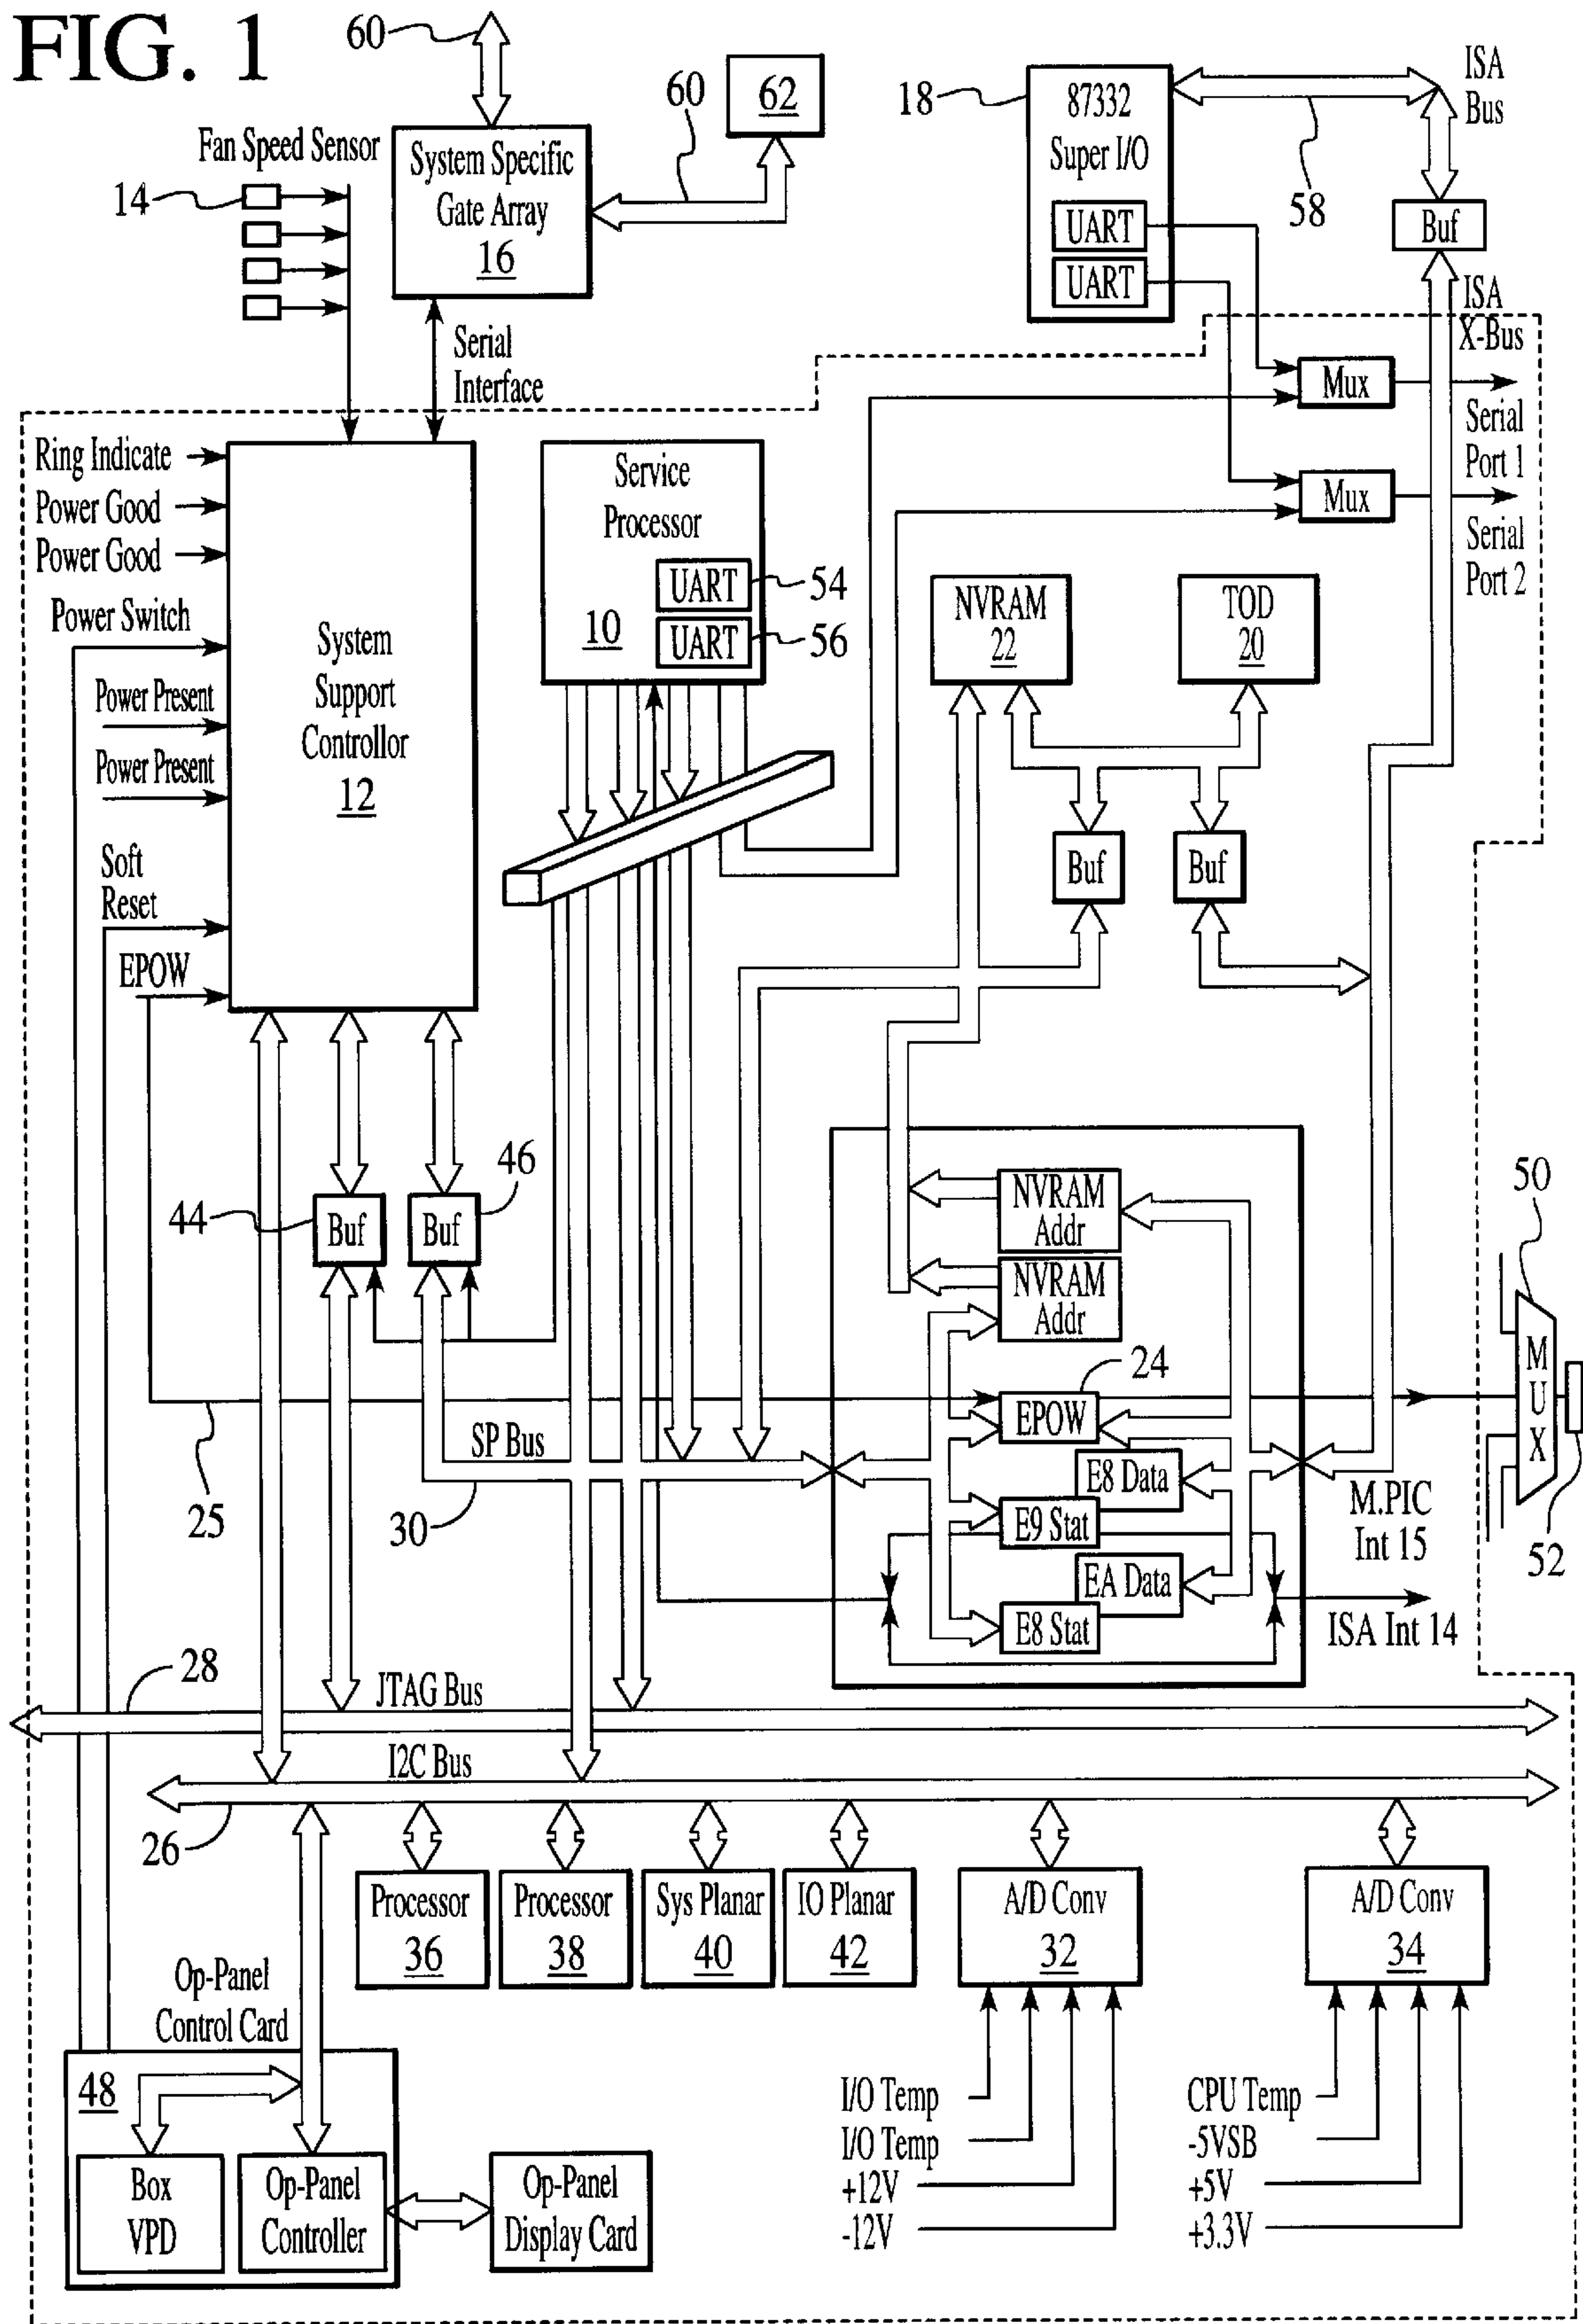 FIG. 1
60
62
60
Fan Speed Sensor
14
System Specific
Gate Array
16
18
87332
Super I/O
UART
UART
ISA
Bus
58
Buf
ISA
X-Bus
Serial
Interface
Mux
Serial
Port 1
Mux
Serial
Port 2
Ring Indicate
Power Good
Power Good
Power Switch
Power Present
Power Present
Soft
Reset
EPOW
System
Support
Controllor
12
Service
Processor
10
UART
54
UART
56
NVRAM
22
TOD
20
Buf
Buf
44
Buf
Buf
46
NVRAM
Addr
NVRAM
Addr
24
EPOW
E8 Data
E9 Stat
EA Data
E8 Stat
50
MUX
52
25
SP Bus
30
M.PIC
Int 15
ISA Int 14
28
JTAG Bus
I2C Bus
26
Processor
36
Processor
38
Sys Planar
40
IO Planar
42
A/D Conv
32
A/D Conv
34
Op-Panel
Control Card
48
Box
VPD
Op-Panel
Controller
Op-Panel
Display Card
I/O Temp
I/O Temp
+12V
-12V
CPU Temp
-5VSB
+5V
+3.3V